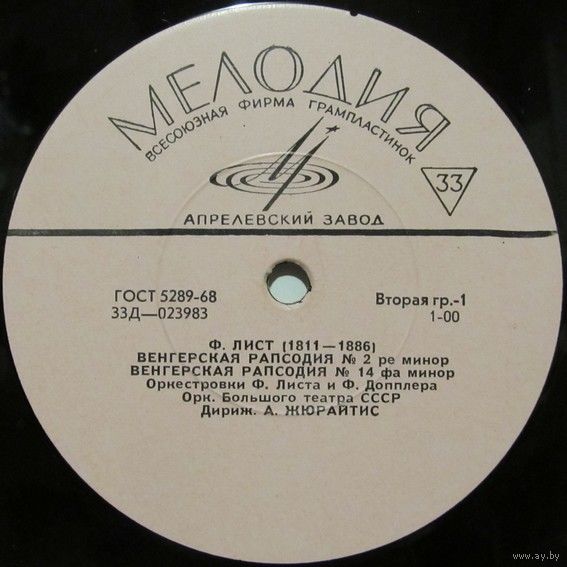 МЕЛОДИЯ
ВСЕСОЮЗНАЯ ФИРМА ГРАМПЛАСТИНОК
33
АПРЕЛЕВСКИЙ ЗАВОД
ГОСТ 5289-68
Вторая гр.-1
33Д—023983
1-00
Ф. ЛИСТ (1811—1886)
ВЕНГЕРСКАЯ РАПСОДИЯ № 2 ре минор
ВЕНГЕРСКАЯ РАПСОДИЯ № 14 фа минор
Оркестровки Ф. Листа и Ф. Допплера
Орк. Большого театра СССР
Дириж. А. ЖЮРАЙТИС
www.ay.by